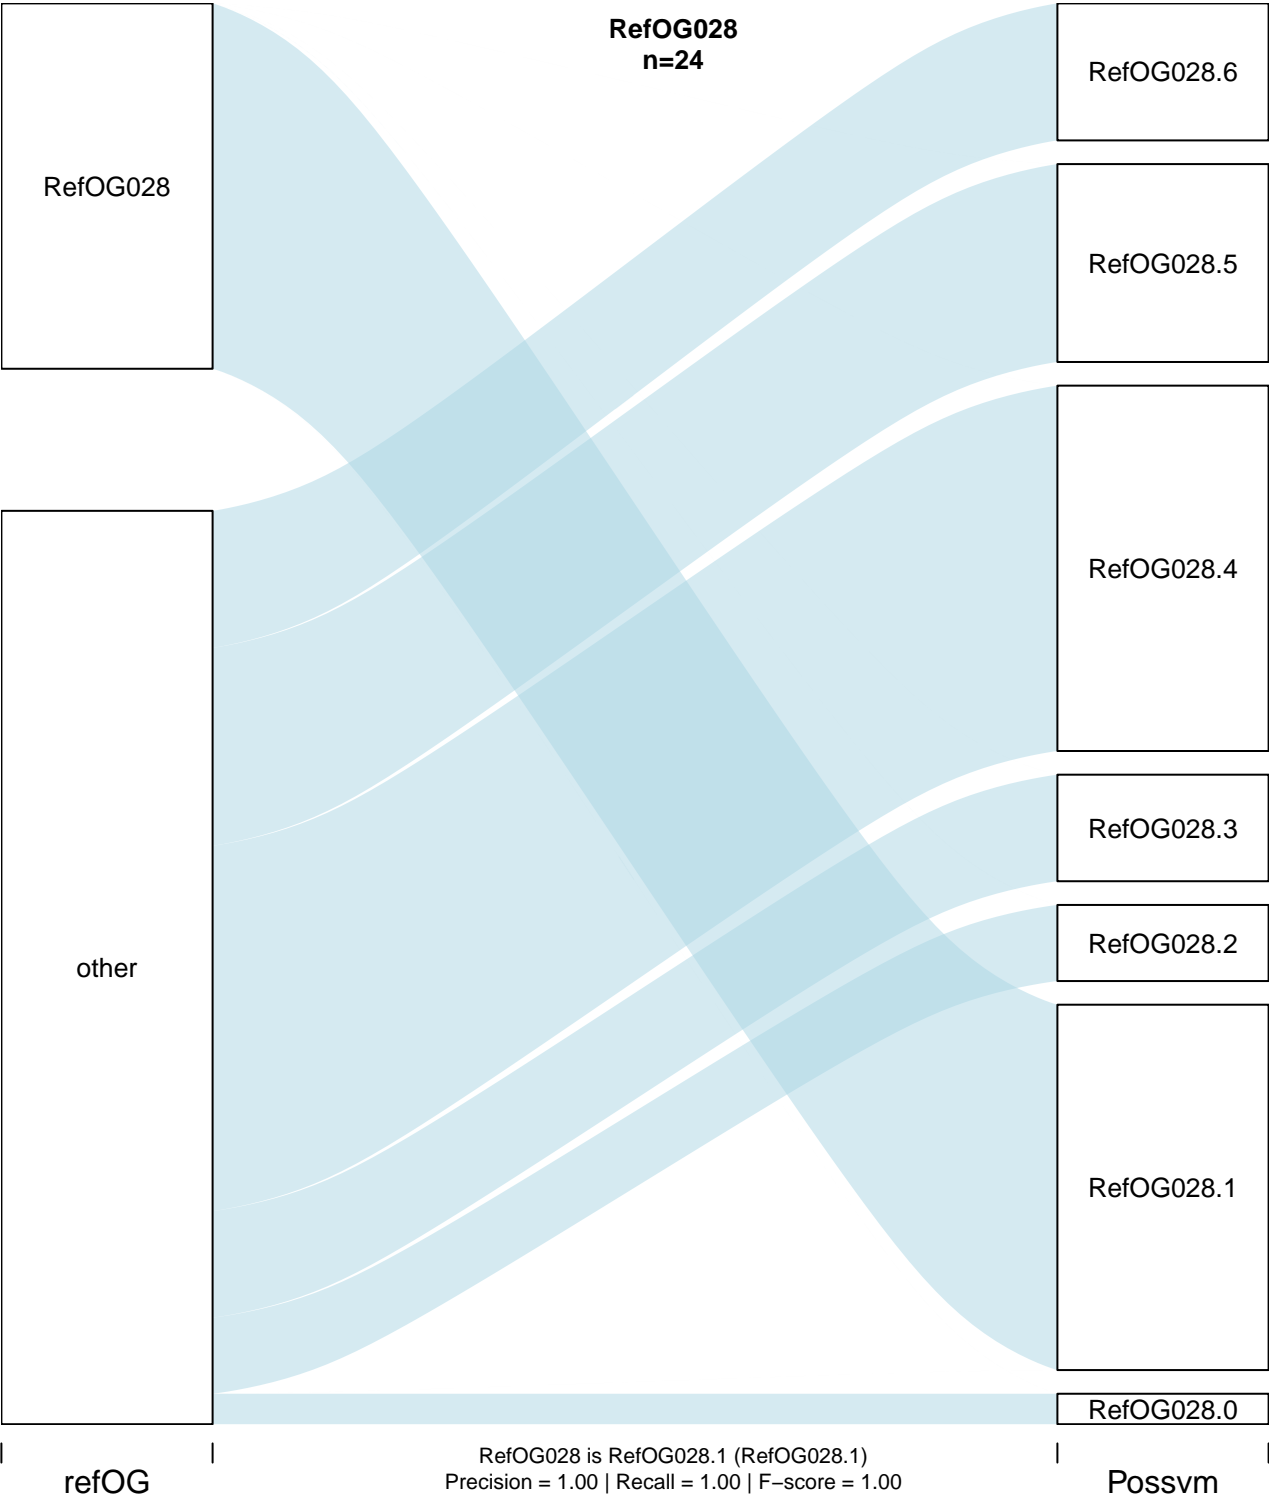 RefOG028
n=24
RefOG028
other
RefOG028.6
RefOG028.5
RefOG028.4
RefOG028.3
RefOG028.2
RefOG028.1
RefOG028.0
refOG
RefOG028 is RefOG028.1 (RefOG028.1)
Precision = 1.00 | Recall = 1.00 | F−score = 1.00
Possvm